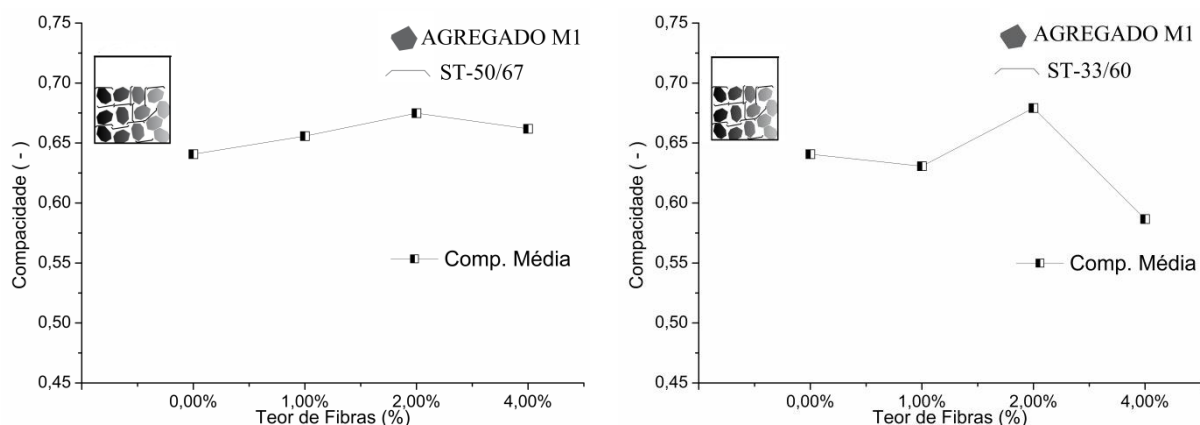 0,75
0,70
0,65
0,60
0,55
0,50
0,45
Compacidade ( - )
AGREGADO M1
ST-50/67
Comp. Média
0,00%
1,00%
2,00%
4,00%
Teor de Fibras (%)
0,75
0,70
0,65
0,60
0,55
0,50
0,45
Compacidade ( - )
AGREGADO M1
ST-33/60
Comp. Média
0,00%
1,00%
2,00%
4,00%
Teor de Fibras (%)